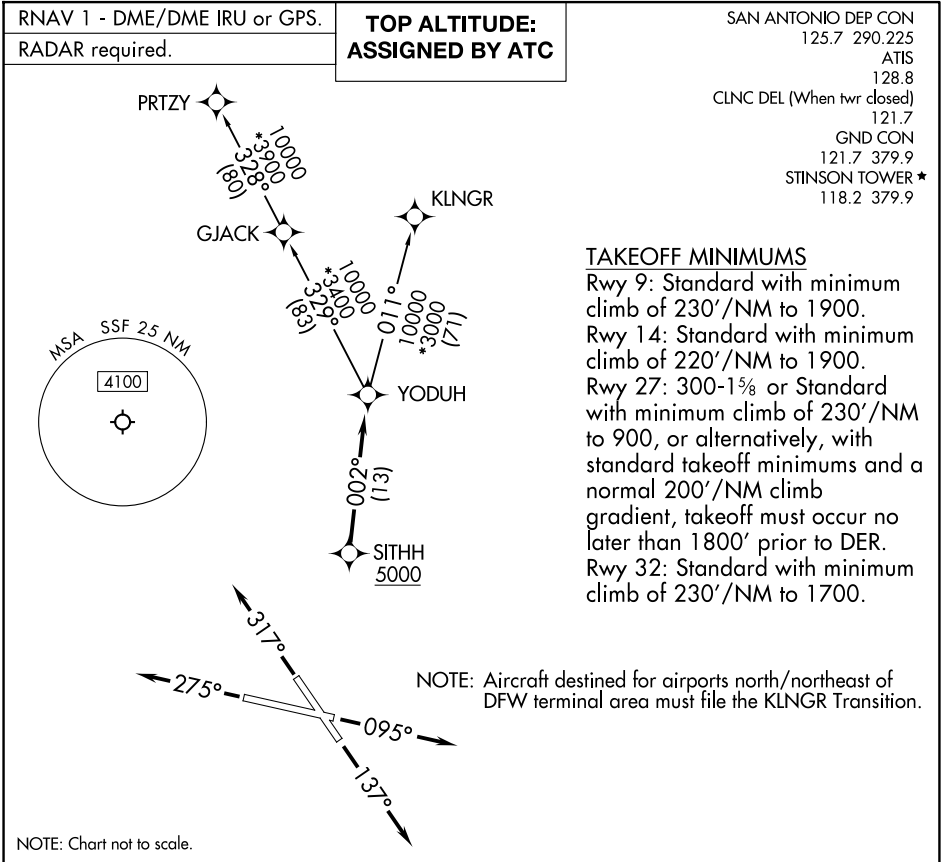 RNAV 1 - DME/DME IRU or GPS.
RADAR required.
TOP ALTITUDE:
ASSIGNED BY ATC
SAN ANTONIO DEP CON
125.7 290.225
ATIS
128.8
CLNC DEL (When twr closed)
121.7
GND CON
121.7 379.9
STINSON TOWER ★
118.2 379.9
PRTZY
10000
*3900
328°
(80)
GJACK
KLNGR
10000
*3400
329°
(83)
011°
10000
*3000
(71)
YODUH
MSA SSF 25 NM
4100
002°
(13)
SITHH
5000
TAKEOFF MINIMUMS
Rwy 9: Standard with minimum
climb of 230'/NM to 1900.
Rwy 14: Standard with minimum
climb of 220'/NM to 1900.
Rwy 27: 300-1⅝ or Standard
with minimum climb of 230'/NM
to 900, or alternatively, with
standard takeoff minimums and a
normal 200'/NM climb
gradient, takeoff must occur no
later than 1800' prior to DER.
Rwy 32: Standard with minimum
climb of 230'/NM to 1700.
317°
275°
095°
137°
NOTE: Aircraft destined for airports north/northeast of
DFW terminal area must file the KLNGR Transition.
NOTE: Chart not to scale.